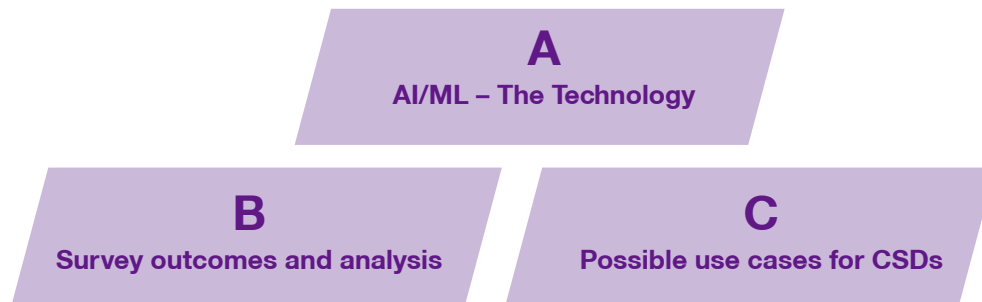 A
AI/ML – The Technology
B
Survey outcomes and analysis
C
Possible use cases for CSDs